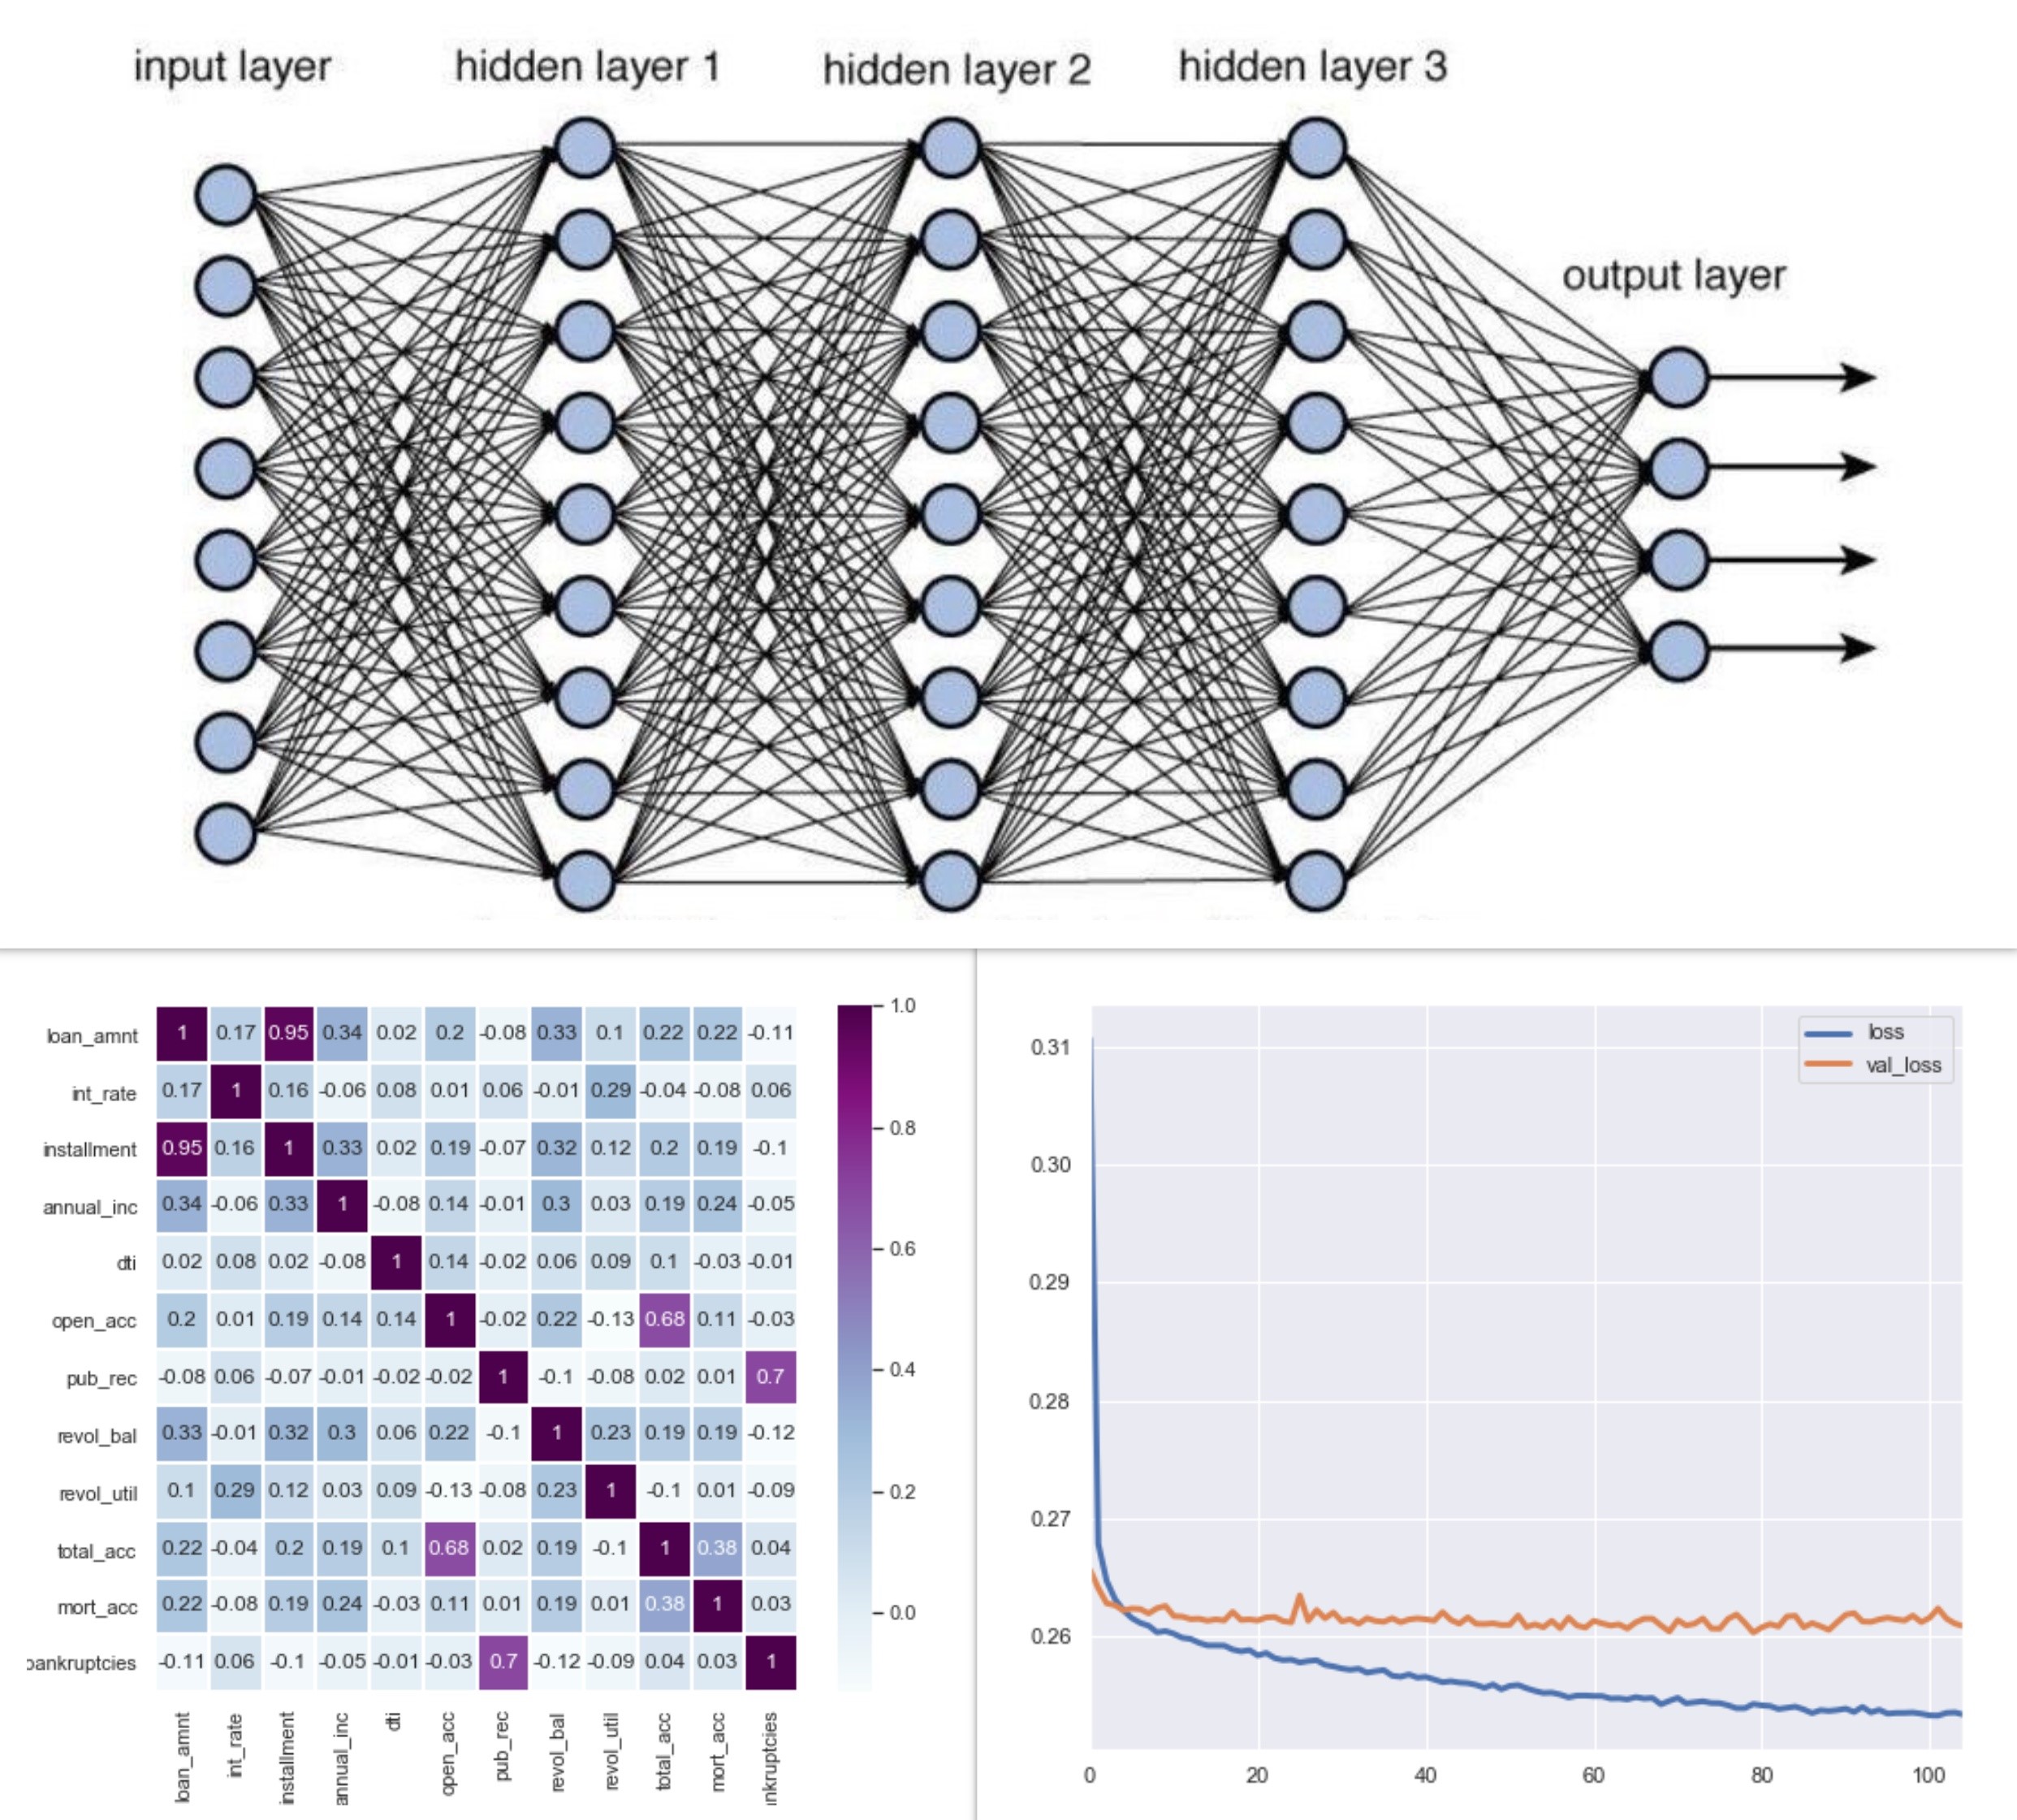 input layer
hidden layer 1
hidden layer 2
hidden layer 3
output layer
loan_amnt 1 0.17 0.95 0.34 0.02 0.2 -0.08 0.33 0.1 0.22 0.22 -0.11
int_rate 0.17 1 0.16 -0.06 0.08 0.01 0.06 -0.01 0.29 -0.04 -0.08 0.06
installment 0.95 0.16 1 0.33 0.02 0.19 -0.07 0.32 0.12 0.2 0.19 -0.1
annual_inc 0.34 -0.06 0.33 1 -0.08 0.14 -0.01 0.3 0.03 0.19 0.24 -0.05
dti 0.02 0.08 0.02 -0.08 1 0.14 -0.02 0.06 0.09 0.1 -0.03 -0.01
open_acc 0.2 0.01 0.19 0.14 0.14 1 -0.02 0.22 -0.13 0.68 0.11 -0.03
pub_rec -0.08 0.06 -0.07 -0.01 -0.02 -0.02 1 -0.1 -0.08 0.02 0.01 0.7
revol_bal 0.33 -0.01 0.32 0.3 0.06 0.22 -0.1 1 0.23 0.19 0.19 -0.12
revol_util 0.1 0.29 0.12 0.03 0.09 -0.13 -0.08 0.23 1 -0.1 0.01 -0.09
total_acc 0.22 -0.04 0.2 0.19 0.1 0.68 0.02 0.19 -0.1 1 0.38 0.04
mort_acc 0.22 -0.08 0.19 0.24 -0.03 0.11 0.01 0.19 0.01 0.38 1 0.03
bankruptcies -0.11 0.06 -0.1 -0.05 -0.01 -0.03 0.7 -0.12 -0.09 0.04 0.03 1
loan_amnt
int_rate
installment
annual_inc
dti
open_acc
pub_rec
revol_bal
revol_util
total_acc
mort_acc
nkruptcies
1.0
0.8
0.6
0.4
0.2
0.0
loss
val_loss
0.31
0.30
0.29
0.28
0.27
0.26
0 20 40 60 80 100